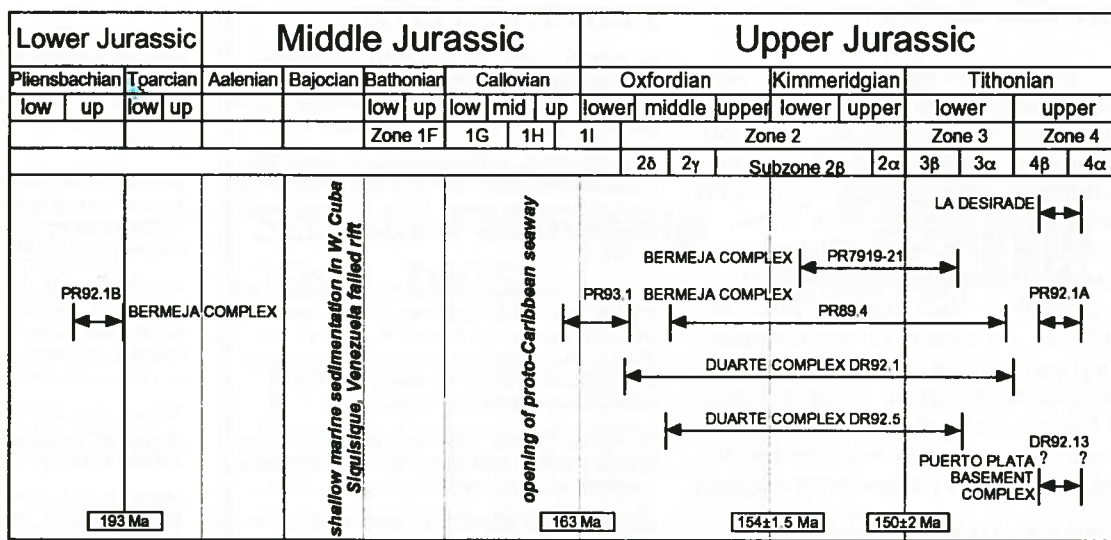 Lower Jurassic Middle Jurassic Upper Jurassic
Pliensbachian Toarcian Aalenian Bajocian Bathonian Callovian Oxfordian Kimmeridgian Tithonian
low up low up low up low mid up lower middle upper lower upper lower upper
Zone 1F 1G 1H 1I Zone 2 Zone 3 Zone 4
2δ 2γ Subzone 2β 2α 3β 3α 4β 4α
LA DESIRADE
BERMEJA COMPLEX PR7919-21
PR92.1B PR93.1 BERMEJA COMPLEX PR92.1A
BERMEJA COMPLEX PR89.4
DUARTE COMPLEX DR92.1
DUARTE COMPLEX DR92.5
DR92.13
PUERTO PLATA ? ?
BASEMENT
COMPLEX
shallow marine sedimentation in W. Cuba
Siquisique, Venezuela failed rift
opening of proto-Caribbean seaway
193 Ma 163 Ma 154±1.5 Ma 150±2 Ma